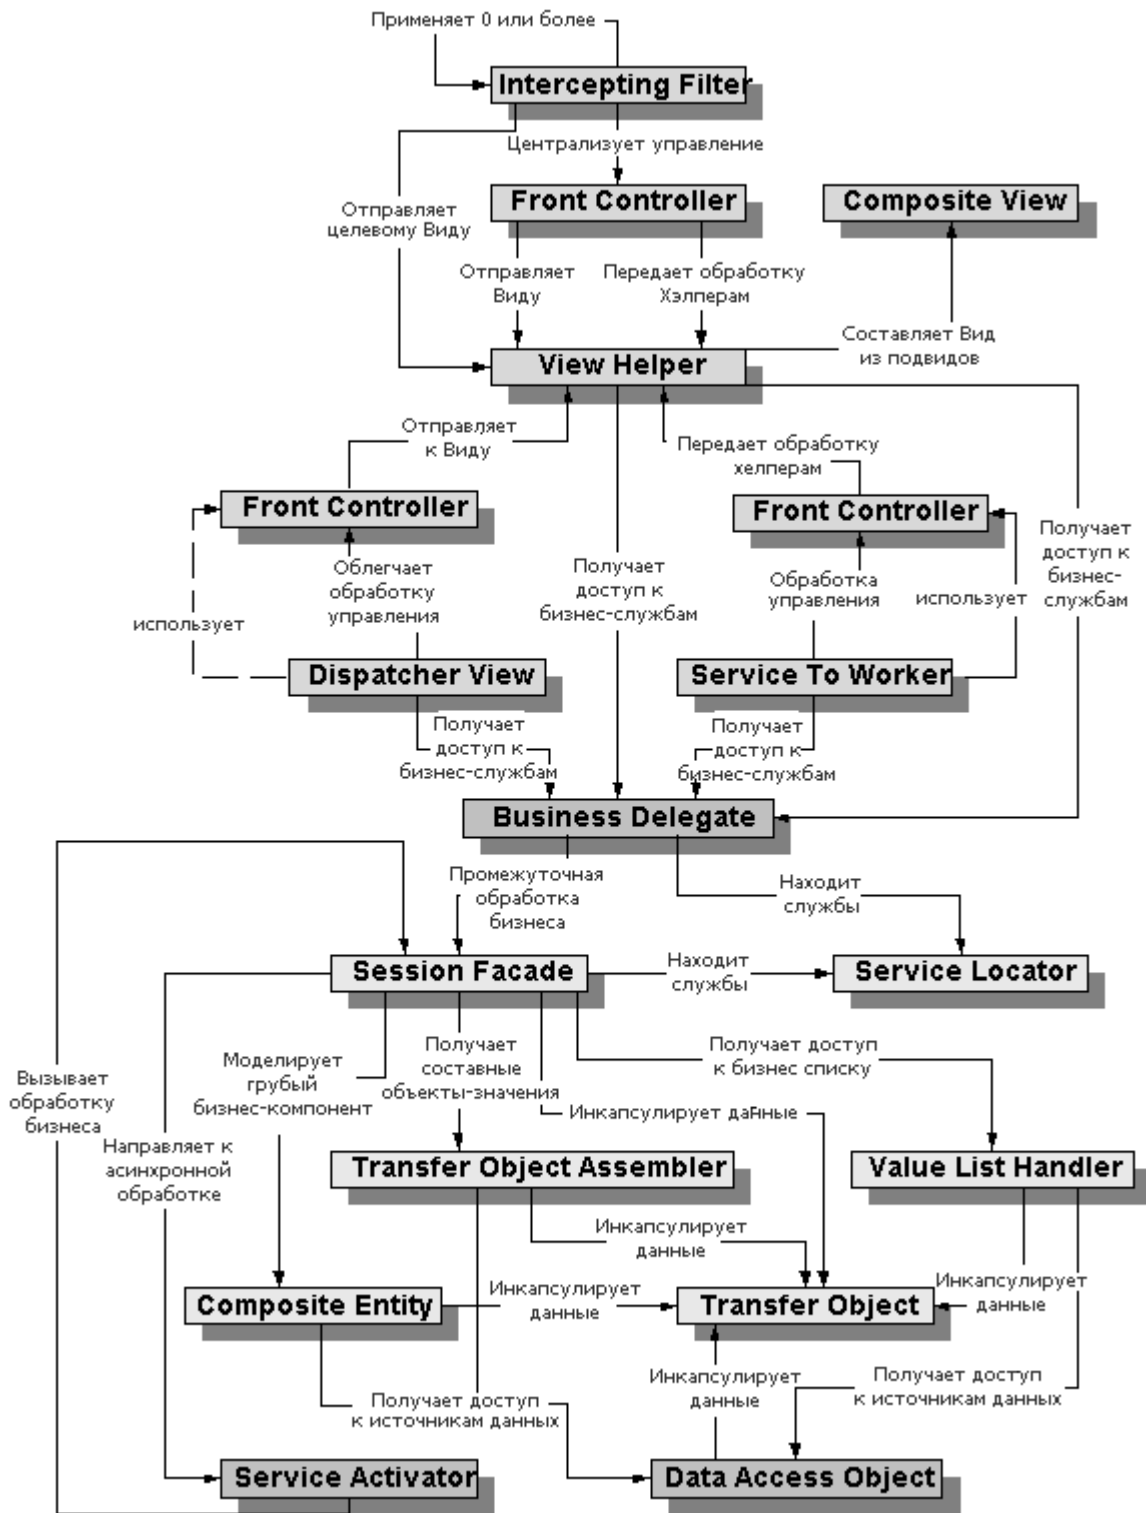 Применяет 0 или более
Intercepting Filter
Централизует управление
Отправляет
целевому Виду
Front Controller
Composite View
Отправляет
Виду
Передает обработку
Хэлперам
Составляет Вид
из подвидов
View Helper
Отправляет
к Виду
Передает обработку
хелперам
Front Controller
Front Controller
Облегчает
обработку
управления
использует
Получает
доступ к
бизнес-службам
Обработка
управления
использует
Получает
доступ к
бизнес-
службам
Dispatcher View
Service To Worker
Получает
доступ к
бизнес-службам
Получает
доступ к
бизнес-службам
Business Delegate
Промежуточная
обработка
бизнеса
Находит
службы
Session Facade
Находит
службы
Service Locator
Вызывает
обработку
бизнеса
Моделирует
грубый
бизнес-компонент
Получает
составные
объекты-значения
Получает доступ
к бизнес списку
Инкапсулирует данные
Направляет к
асинхронной
обработке
Transfer Object Assembler
Value List Handler
Инкапсулирует
данные
Composite Entity
Инкапсулирует
данные
Transfer Object
Инкапсулирует
данные
Получает доступ
к источникам данных
Инкапсулирует
данные
Получает доступ
к источникам данных
Service Activator
Data Access Object